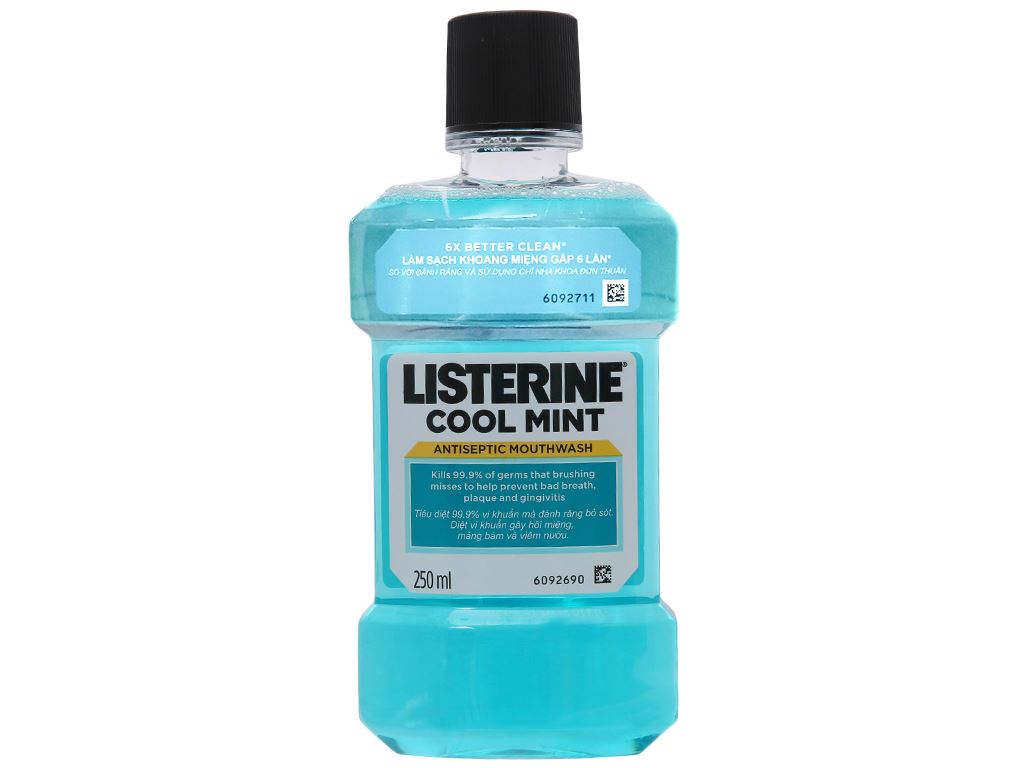 6X BETTER CLEAN*
LÀM SẠCH KHOANG MIỆNG GẤP 6 LẦN*
SO VỚI ĐÁNH RĂNG VÀ SỬ DỤNG CHỈ NHA KHOA ĐƠN THUẦN
6092711
LISTERINE®
COOL MINT
ANTISEPTIC MOUTHWASH
Kills 99.9% of germs that brushing
misses to help prevent bad breath,
plaque and gingivitis
Tiêu diệt 99.9% vi khuẩn mà đánh răng bỏ sót.
Diệt vi khuẩn gây hôi miệng,
mảng bám và viêm nướu.
250 ml
6092690